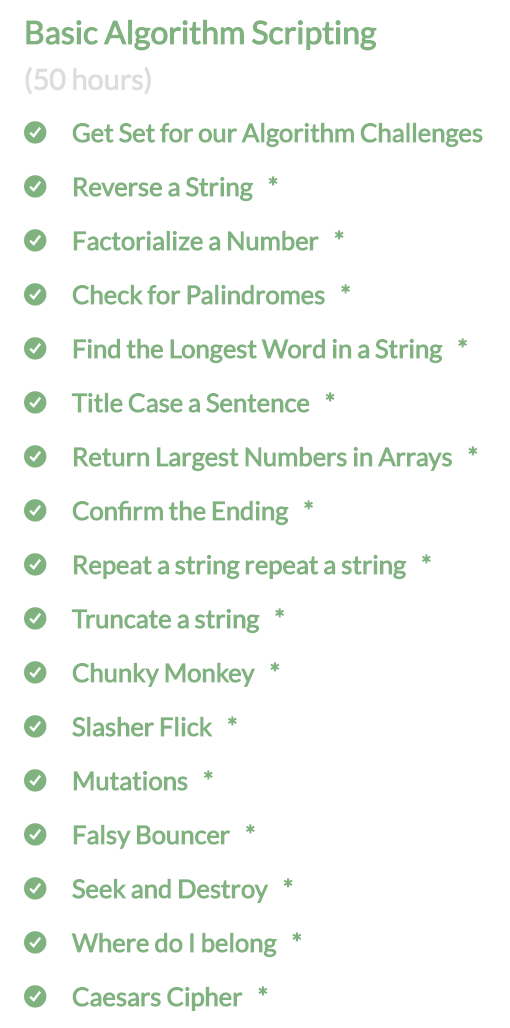 Basic Algorithm Scripting
(50 hours)
Get Set for our Algorithm Challenges
Reverse a String *
Factorialize a Number *
Check for Palindromes *
Find the Longest Word in a String *
Title Case a Sentence *
Return Largest Numbers in Arrays *
Confirm the Ending *
Repeat a string repeat a string *
Truncate a string *
Chunky Monkey *
Slasher Flick *
Mutations *
Falsy Bouncer *
Seek and Destroy *
Where do I belong *
Caesars Cipher *